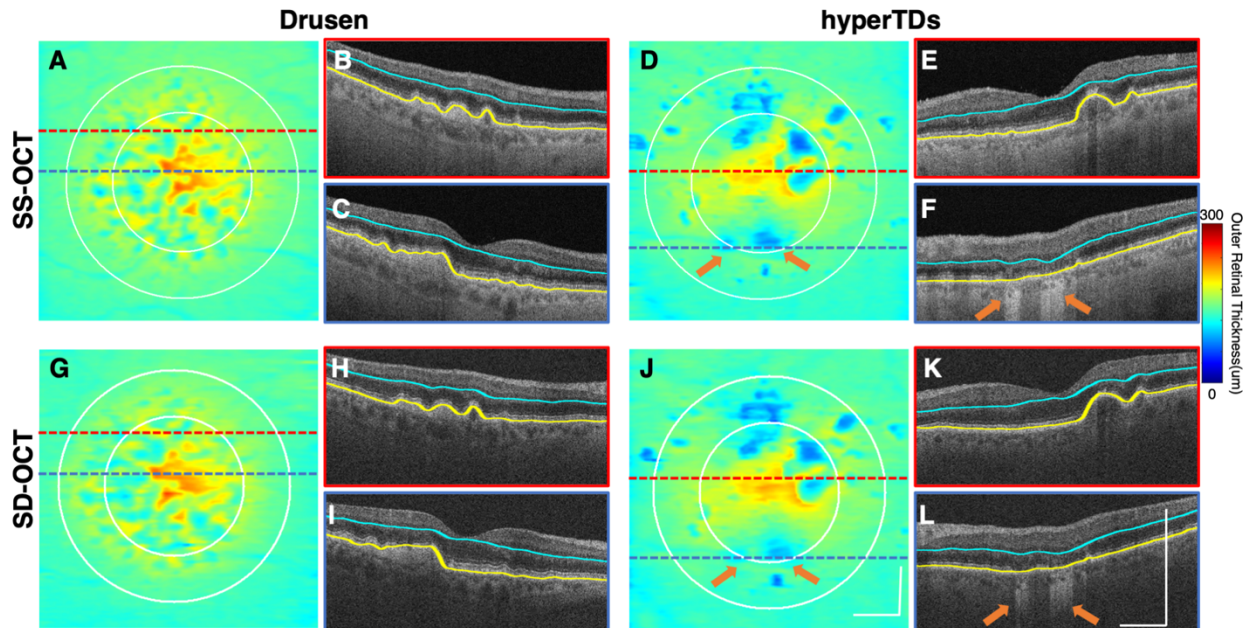 Drusen
hyperTDs
SS-OCT
A
B
C
D
E
F
300
Outer Retinal Thickness(um)
0
SD-OCT
G
H
I
J
K
L